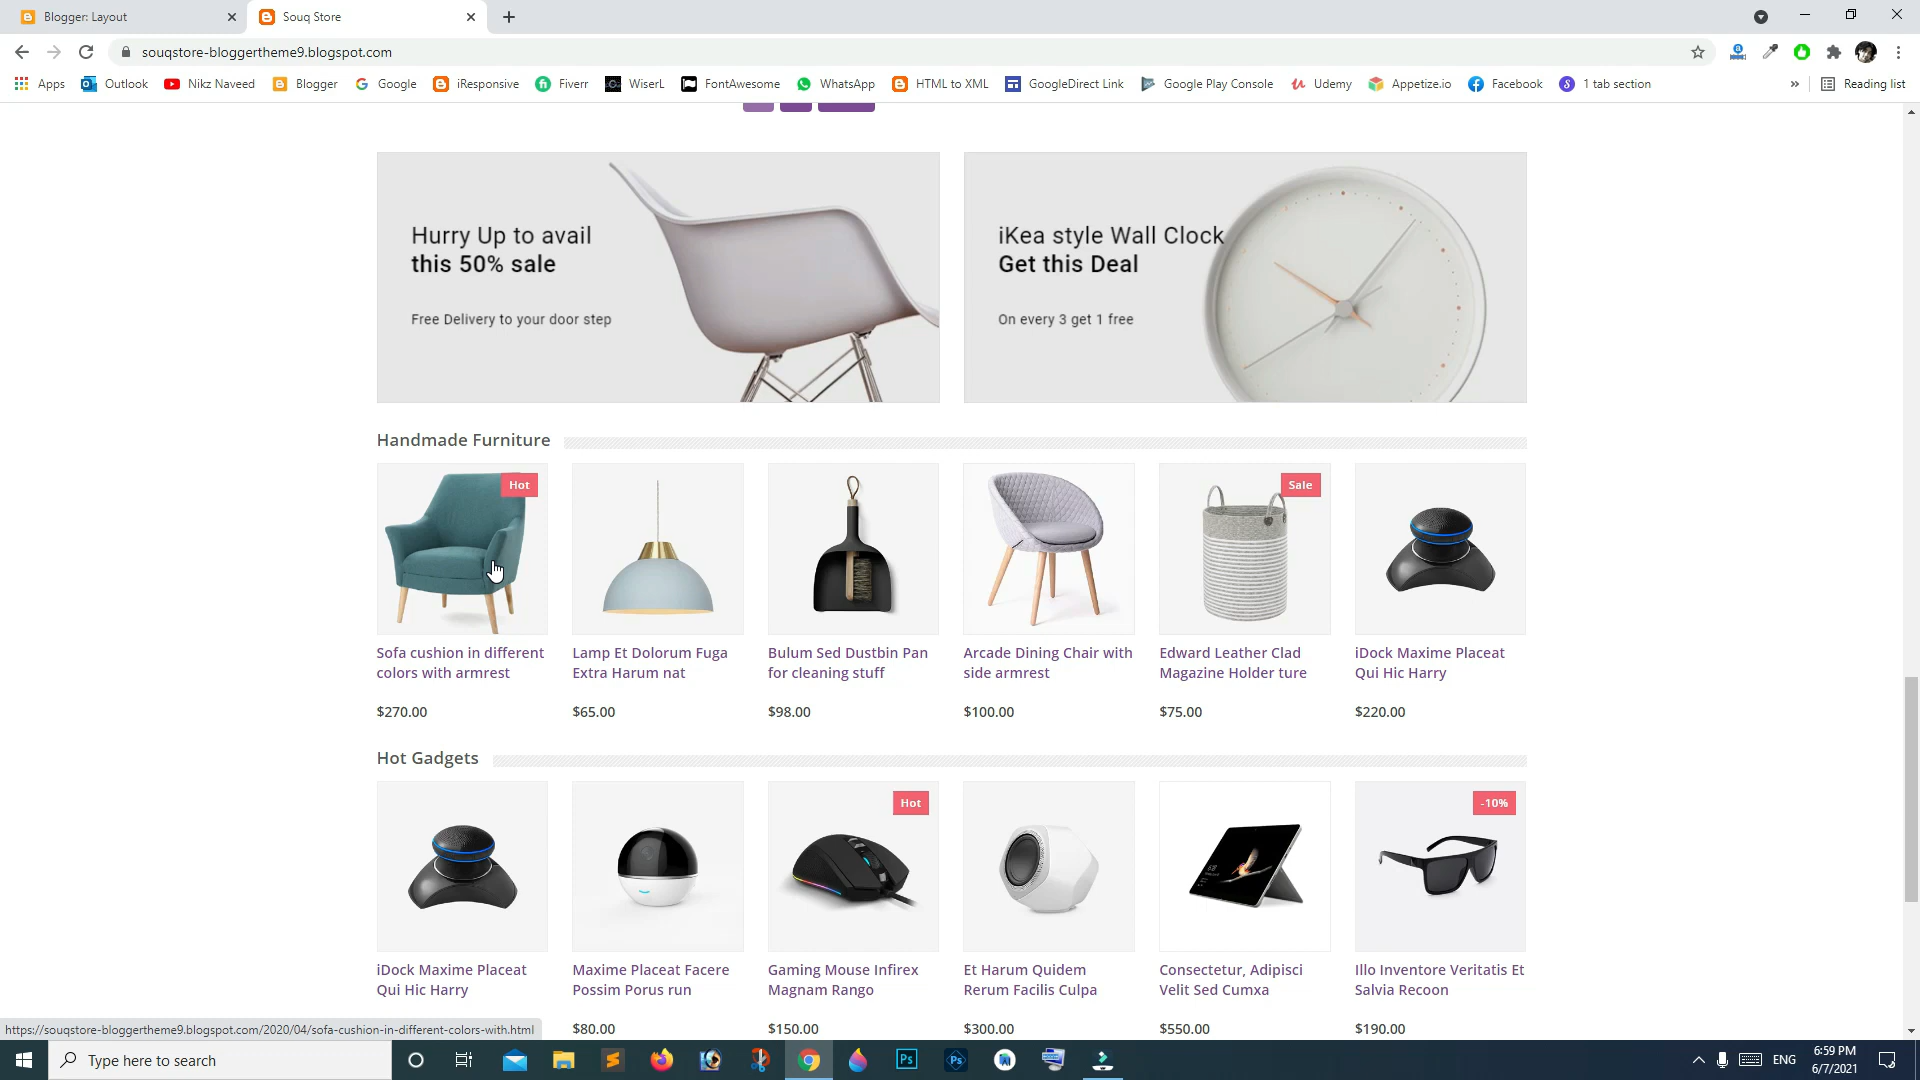 Blogger: Layout
Souq Store
souqstore-bloggertheme9.blogspot.com
Apps
Outlook
Nikz Naveed
Blogger
Google
iResponsive
Fiverr
WiserL
FontAwesome
WhatsApp
HTML to XML
GoogleDirect Link
Google Play Console
Udemy
Appetize.io
Facebook
1 tab section
Reading list
Hurry Up to avail
this 50% sale
Free Delivery to your door step
iKea style Wall Clock
Get this Deal
On every 3 get 1 free
Handmade Furniture
Hot
Sale
Sofa cushion in different
colors with armrest
$270.00
Lamp Et Dolorum Fuga
Extra Harum nat
$65.00
Bulum Sed Dustbin Pan
for cleaning stuff
$98.00
Arcade Dining Chair with
side armrest
$100.00
Edward Leather Clad
Magazine Holder ture
$75.00
iDock Maxime Placeat
Qui Hic Harry
$220.00
Hot Gadgets
Hot
-10%
iDock Maxime Placeat
Qui Hic Harry
Maxime Placeat Facere
Possim Porus run
$80.00
Gaming Mouse Infirex
Magnam Rango
$150.00
Et Harum Quidem
Rerum Facilis Culpa
$300.00
Consectetur, Adipisci
Velit Sed Cumxa
$550.00
Illo Inventore Veritatis Et
Salvia Recoon
$190.00
https://souqstore-bloggertheme9.blogspot.com/2020/04/sofa-cushion-in-different-colors-with.html
Type here to search
Ps
Ps
ENG
6:59 PM
6/7/2021